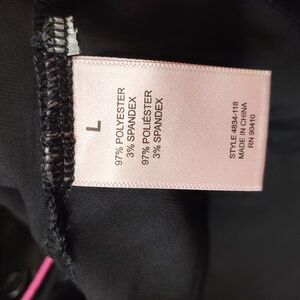 L
97% POLYESTER
3% SPANDEX
97% POLIÉSTER
3% SPANDEX
STYLE 4834-118
MADE IN CHINA
RN 90410